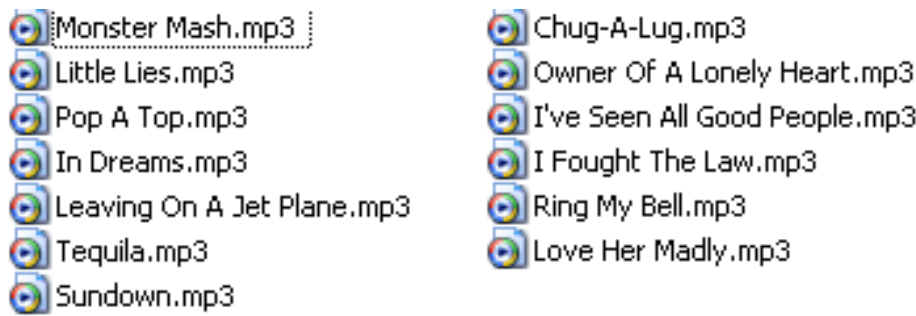 Monster Mash.mp3
Little Lies.mp3
Pop A Top.mp3
In Dreams.mp3
Leaving On A Jet Plane.mp3
Tequila.mp3
Sundown.mp3
Chug-A-Lug.mp3
Owner Of A Lonely Heart.mp3
I've Seen All Good People.mp3
I Fought The Law.mp3
Ring My Bell.mp3
Love Her Madly.mp3